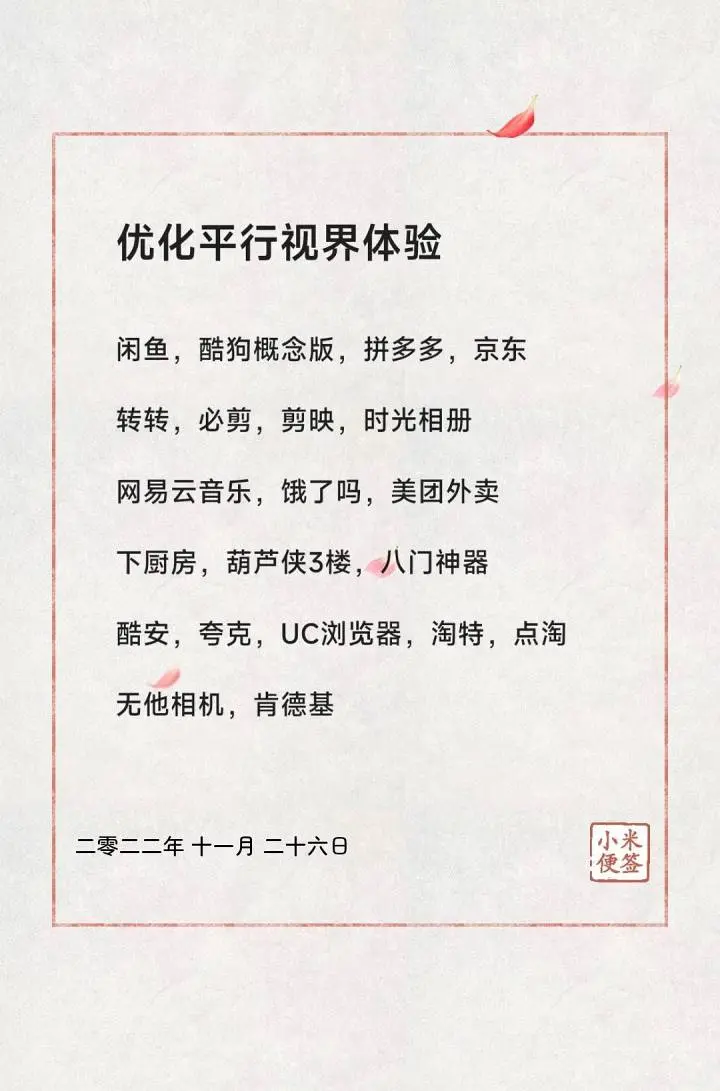 优化平行视界体验
闲鱼，酷狗概念版，拼多多，京东
转转，必剪，剪映，时光相册
网易云音乐，饿了吗，美团外卖
下厨房，葫芦侠3楼，八门神器
酷安，夸克，UC浏览器，淘特，点淘
无他相机，肯德基
二零二二年 十一月 二十六日
小米
便签